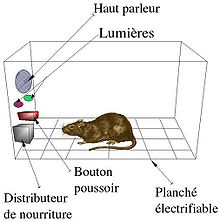 Haut parleur
Lumières
Bouton
poussoir
Distributeur
de nourriture
Planché
électrifiable